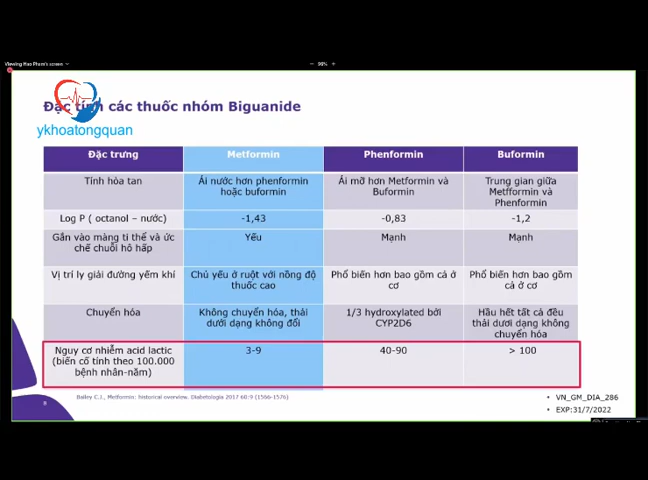 Viewing Hao Pham's screen
96%
Đặc tính các thuốc nhóm Biguanide
ykhoatongquan
Đặc trưng Metformin Phenformin Buformin
Tính hòa tan
Ái nước hơn phenformin
hoặc buformin
Ái mỡ hơn Metformin và
Buformin
Trung gian giữa
Metfformin và
Phenformin
Log P ( octanol – nước) -1,43 -0,83 -1,2
Gắn vào màng ti thể và ức
chế chuỗi hô hấp
Yếu Mạnh Mạnh
Vị trí ly giải đường yếm khí
Chủ yếu ở ruột với nồng độ
thuốc cao
Phổ biến hơn bao gồm cả ở
cơ
Phổ biến hơn bao gồm
cả ở cơ
Chuyển hóa
Không chuyển hóa, thải
dưới dạng không đổi
1/3 hydroxylated bởi
CYP2D6
Hầu hết tất cả đều
thải dươi dạng không
chuyển hóa
Nguy cơ nhiễm acid lactic
(biến cố tính theo 100.000
bệnh nhân-năm)
3-9 40-90 > 100
Bailey C.J., Metformin: historical overview. Diabetologia 2017 60:9 (1566-1576)
• VN_GM_DIA_286
• EXP:31/7/2022